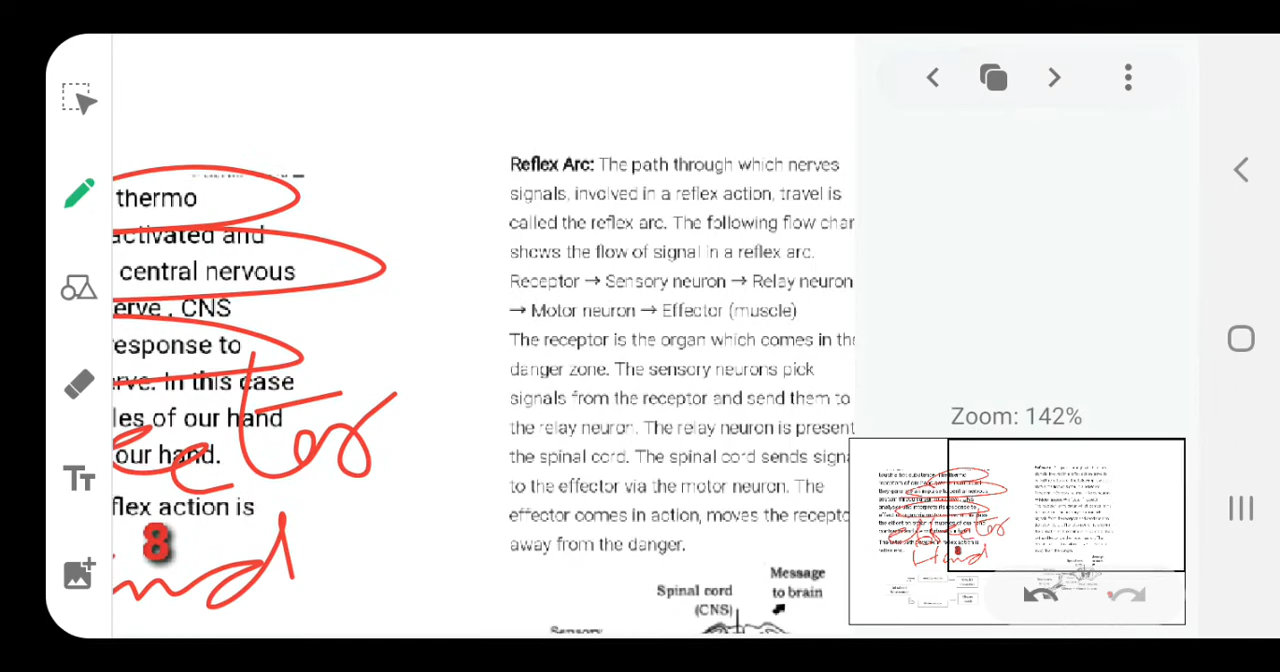 thermo
activated and
central nervous
erve , CNS
response to
erve. In this case
les of our hand
our hand.
flex action is
8
Reflex Arc: The path through which nerves
signals, involved in a reflex action, travel is
called the reflex arc. The following flow char
shows the flow of signal in a reflex arc.
Receptor → Sensory neuron → Relay neuron
→ Motor neuron → Effector (muscle)
The receptor is the organ which comes in the
danger zone. The sensory neurons pick
signals from the receptor and send them to
the relay neuron. The relay neuron is present
the spinal cord. The spinal cord sends signa
to the effector via the motor neuron. The
effector comes in action, moves the recepto
away from the danger.
Spinal cord
(CNS)
Message
to brain
Sensory
Tт
Zoom: 142%